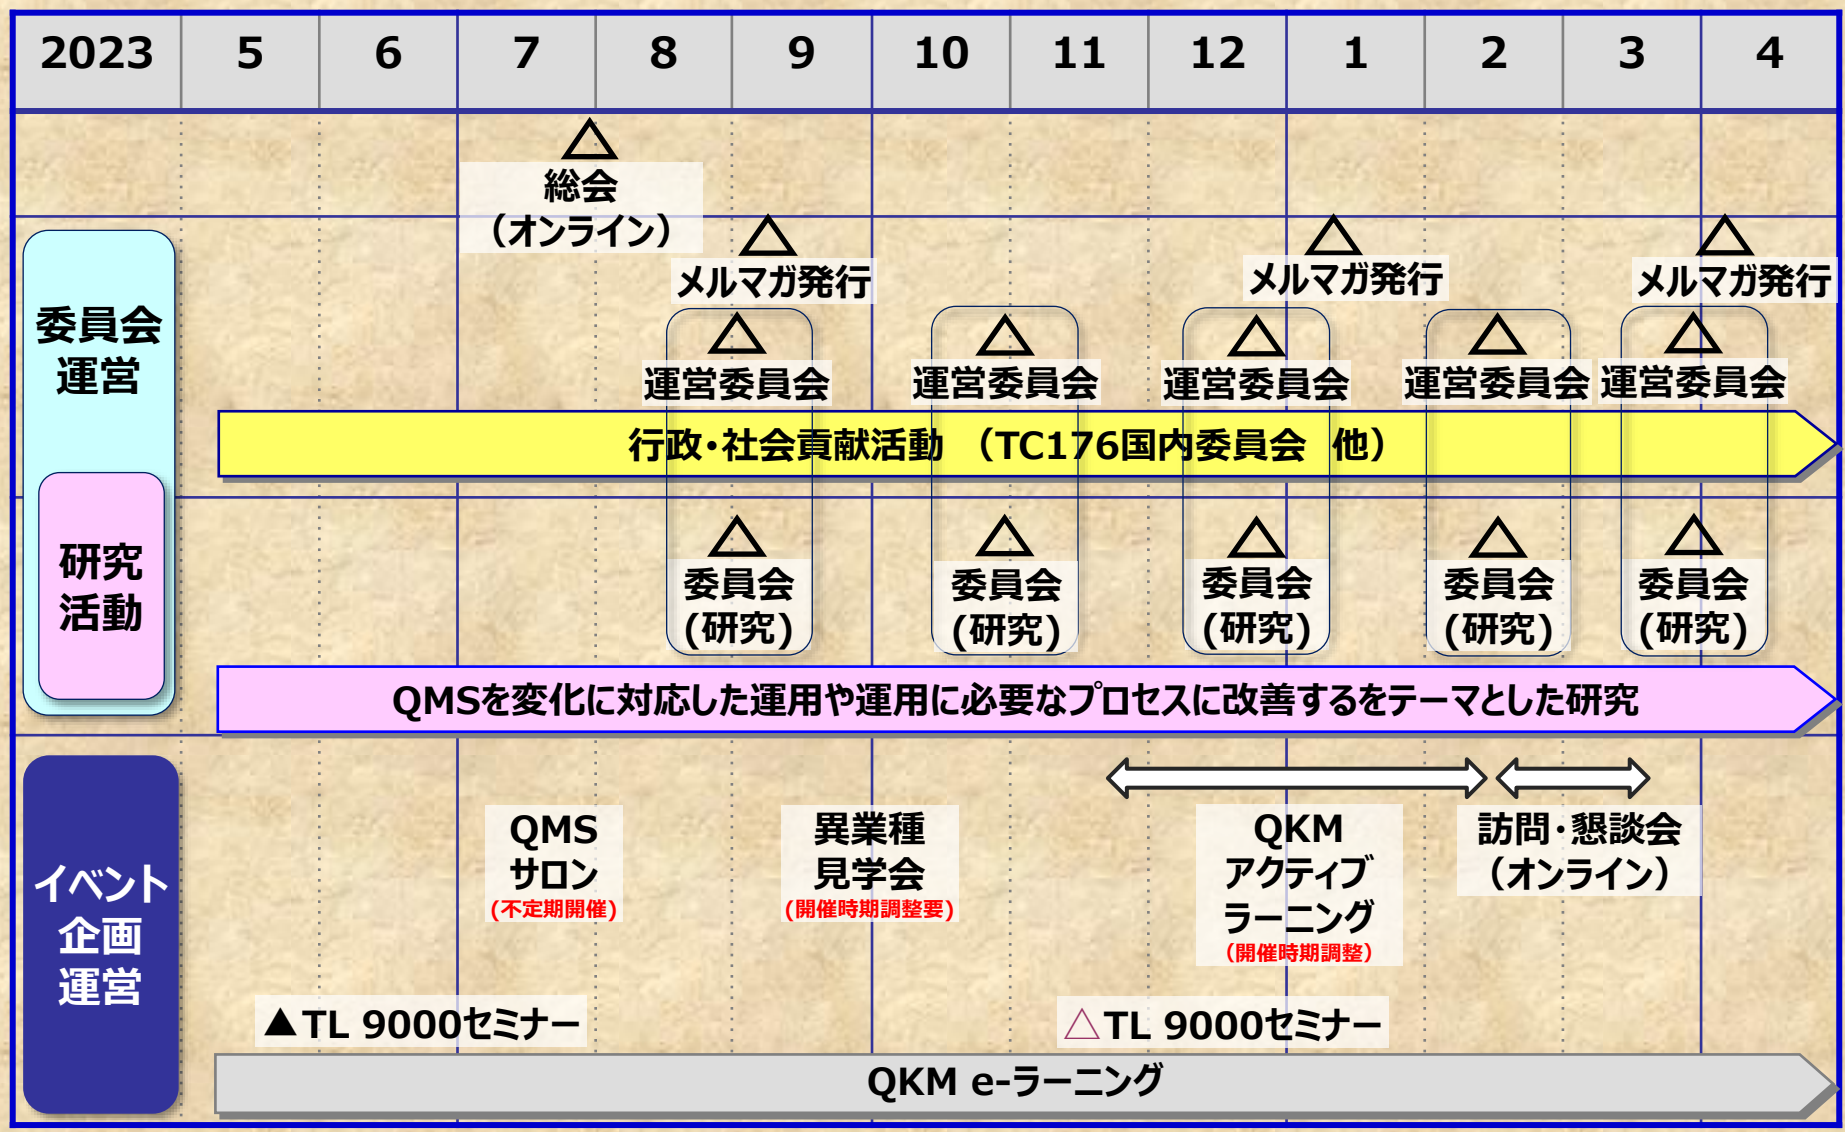 2023 5 6 7 8 9 10 11 12 1 2 3 4
総会
（オンライン）
メルマガ発行
メルマガ発行
メルマガ発行
委員会
運営
運営委員会
運営委員会
運営委員会
運営委員会
運営委員会
行政・社会貢献活動 （TC176国内委員会 他）
研究
活動
委員会
(研究)
委員会
(研究)
委員会
(研究)
委員会
(研究)
委員会
(研究)
QMSを変化に対応した運用や運用に必要なプロセスに改善するをテーマとした研究
イベント
企画
運営
QMS
サロン
(不定期開催)
異業種
見学会
(開催時期調整要)
QKM
アクティブ
ラーニング
（開催時期調整）
訪問・懇談会
（オンライン）
▲TL 9000セミナー
△TL 9000セミナー
QKM e-ラーニング